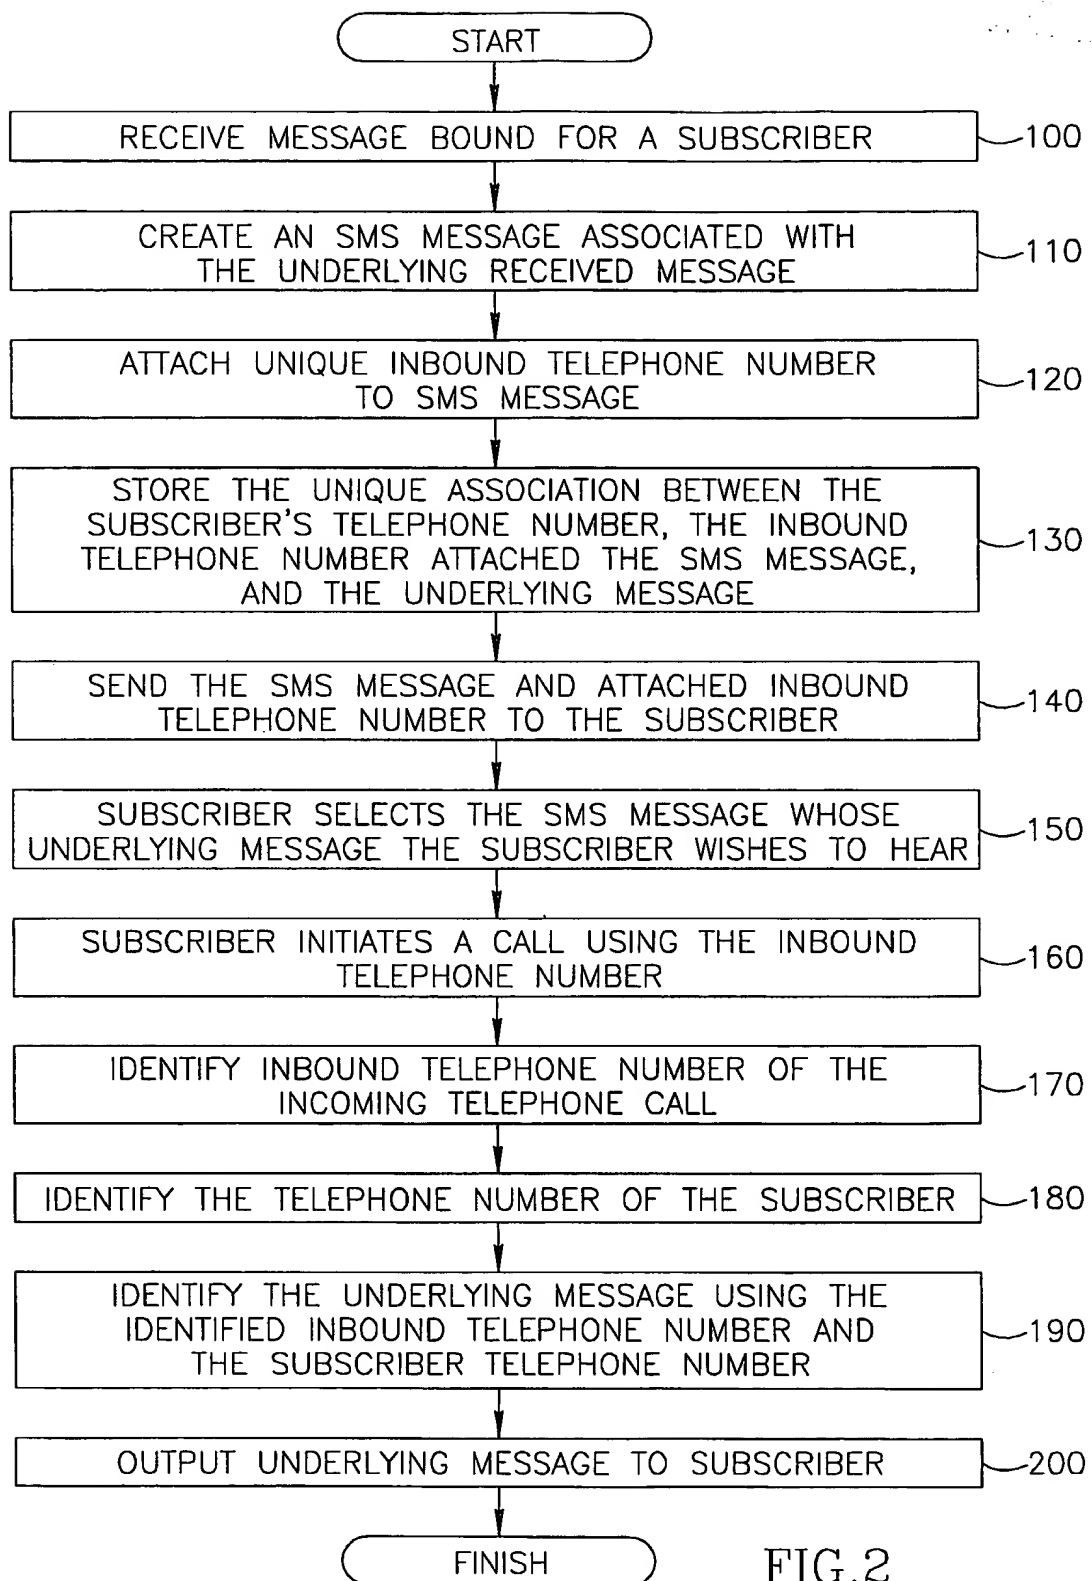 START
RECEIVE MESSAGE BOUND FOR A SUBSCRIBER
100
CREATE AN SMS MESSAGE ASSOCIATED WITH
THE UNDERLYING RECEIVED MESSAGE
110
ATTACH UNIQUE INBOUND TELEPHONE NUMBER
TO SMS MESSAGE
120
STORE THE UNIQUE ASSOCIATION BETWEEN THE
SUBSCRIBER'S TELEPHONE NUMBER, THE INBOUND
TELEPHONE NUMBER ATTACHED THE SMS MESSAGE,
AND THE UNDERLYING MESSAGE
130
SEND THE SMS MESSAGE AND ATTACHED INBOUND
TELEPHONE NUMBER TO THE SUBSCRIBER
140
SUBSCRIBER SELECTS THE SMS MESSAGE WHOSE
UNDERLYING MESSAGE THE SUBSCRIBER WISHES TO HEAR
150
SUBSCRIBER INITIATES A CALL USING THE INBOUND
TELEPHONE NUMBER
160
IDENTIFY INBOUND TELEPHONE NUMBER OF THE
INCOMING TELEPHONE CALL
170
IDENTIFY THE TELEPHONE NUMBER OF THE SUBSCRIBER
180
IDENTIFY THE UNDERLYING MESSAGE USING THE
IDENTIFIED INBOUND TELEPHONE NUMBER AND
THE SUBSCRIBER TELEPHONE NUMBER
190
OUTPUT UNDERLYING MESSAGE TO SUBSCRIBER
200
FINISH
FIG.2